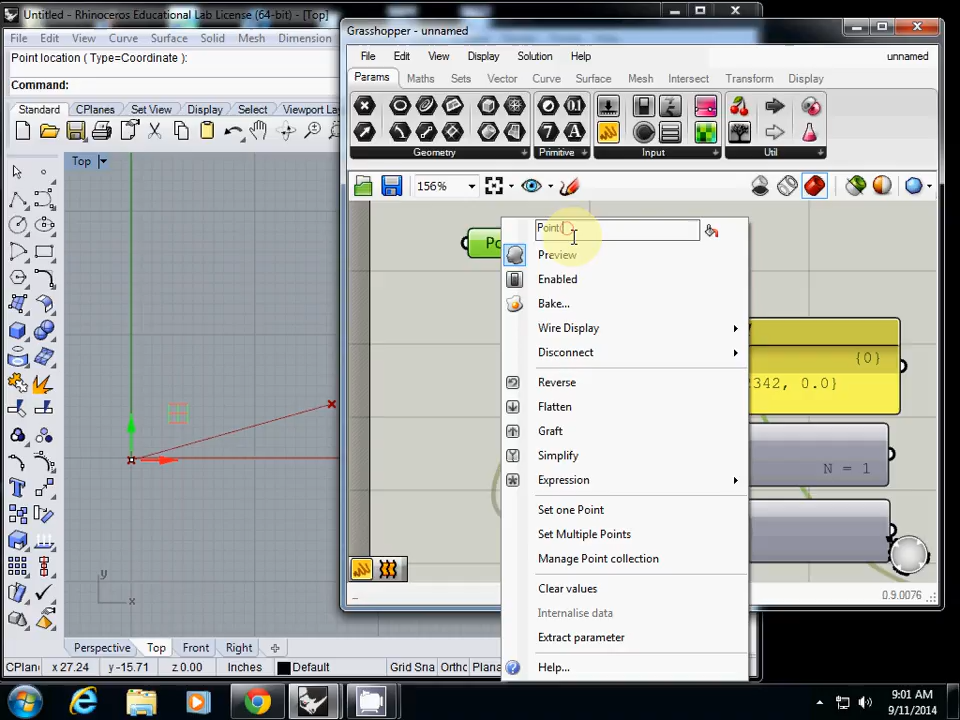 Untitled - Rhinoceros Educational Lab License (64-bit) - [Top]
File Edit View Curve Surface Solid Mesh Dimension
Point location ( Type=Coordinate ):
Command:
Standard CPlanes Set View Display Select Viewport Lay
Top
y
x
Perspective Top Front Right
CPlan x 27.24 y -15.71 z 0.00 Inches Default Grid Sna Ortho Plana
Grasshopper - unnamed
File Edit View Display Solution Help unnamed
Params Maths Sets Vector Curve Surface Mesh Intersect Transform Display
Geometry Primitive Input Util
156%
Po
Point
Preview
Enabled
Bake...
Wire Display
Disconnect
Reverse
Flatten
Graft
Simplify
Expression
Set one Point
Set Multiple Points
Manage Point collection
Clear values
Internalise data
Extract parameter
Help...
{0}
2342, 0.0}
N = 1
0.9.0076
9:01 AM
9/11/2014